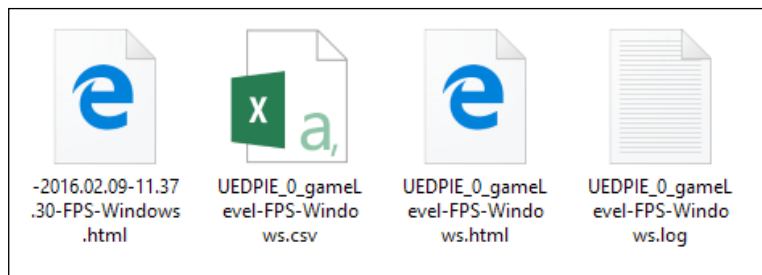 -2016.02.09-11.37
.30-FPS-Windows
.html
UEDPIE_0_gameL
evel-FPS-Windo
ws.csv
UEDPIE_0_gameL
evel-FPS-Windo
ws.html
UEDPIE_0_gameL
evel-FPS-Windo
ws.log